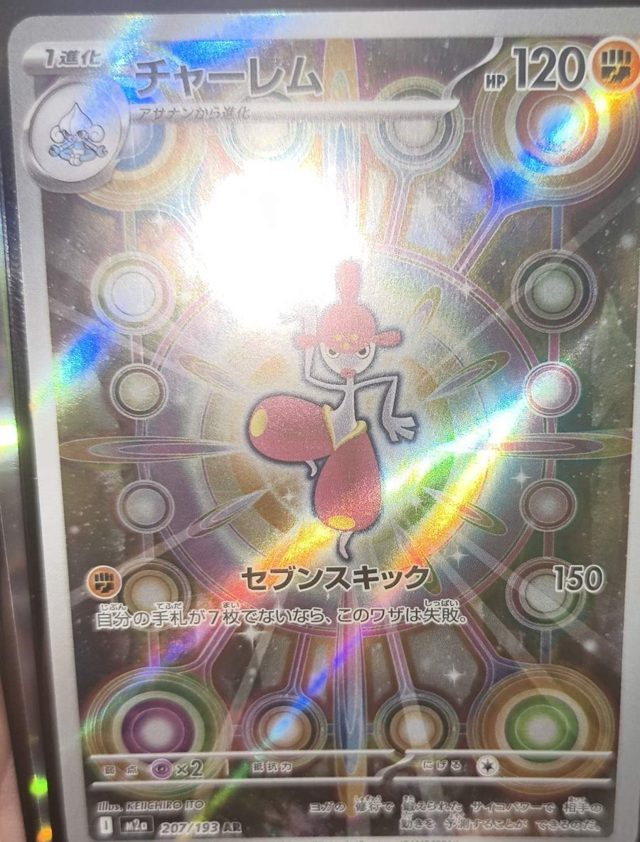 1進化
チャーレム
HP 120
アサナンから進化
セブンスキック 150
自分の手札が7枚でないなら、このワザは失敗。
弱点 ×2 抵抗力 にげる
Illus. KEIICHIRO ITO
ヨガの 修行で 鍛えられた サイコパワーで 相手の
動きを 予測することが できるのだ。
I M2a 207/193 AR